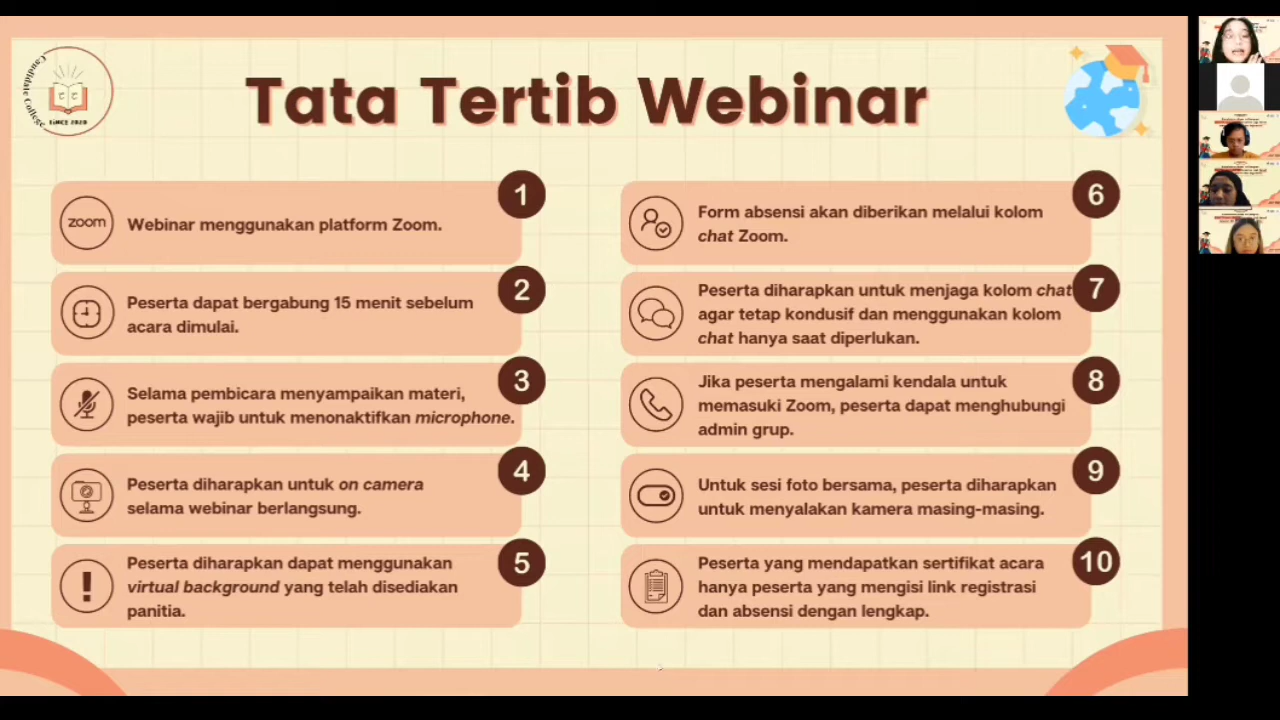 Candidate College
SINCE 2020
Tata Tertib Webinar
1
zoom
Webinar menggunakan platform Zoom.
2
Peserta dapat bergabung 15 menit sebelum
acara dimulai.
3
Selama pembicara menyampaikan materi,
peserta wajib untuk menonaktifkan microphone.
4
Peserta diharapkan untuk on camera
selama webinar berlangsung.
5
Peserta diharapkan dapat menggunakan
virtual background yang telah disediakan
panitia.
6
Form absensi akan diberikan melalui kolom
chat Zoom.
7
Peserta diharapkan untuk menjaga kolom chat
agar tetap kondusif dan menggunakan kolom
chat hanya saat diperlukan.
8
Jika peserta mengalami kendala untuk
memasuki Zoom, peserta dapat menghubungi
admin grup.
9
Untuk sesi foto bersama, peserta diharapkan
untuk menyalakan kamera masing-masing.
10
Peserta yang mendapatkan sertifikat acara
hanya peserta yang mengisi link registrasi
dan absensi dengan lengkap.